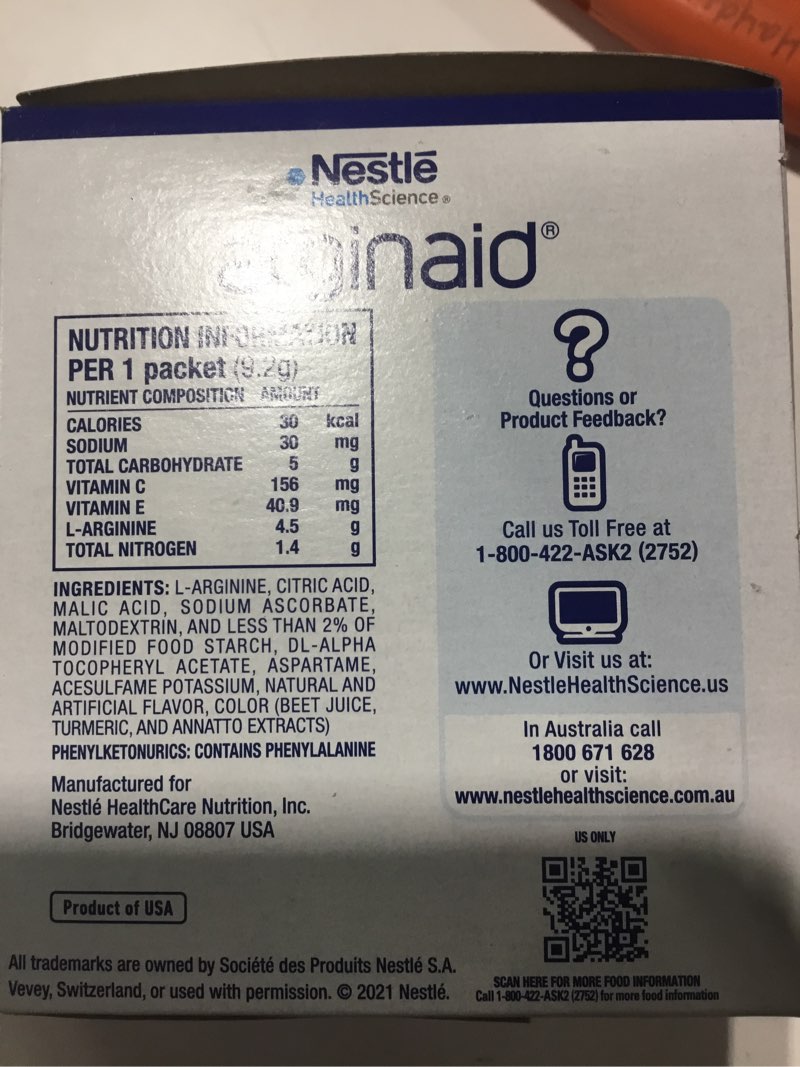 Nestlé
HealthScience®
arginaid®
NUTRITION INFORMATION
PER 1 packet (9.2g)
NUTRIENT COMPOSITION AMOUNT
CALORIES 30 kcal
SODIUM 30 mg
TOTAL CARBOHYDRATE 5 g
VITAMIN C 156 mg
VITAMIN E 40.9 mg
L-ARGININE 4.5 g
TOTAL NITROGEN 1.4 g
INGREDIENTS: L-ARGININE, CITRIC ACID,
MALIC ACID, SODIUM ASCORBATE,
MALTODEXTRIN, AND LESS THAN 2% OF
MODIFIED FOOD STARCH, DL-ALPHA
TOCOPHERYL ACETATE, ASPARTAME,
ACESULFAME POTASSIUM, NATURAL AND
ARTIFICIAL FLAVOR, COLOR (BEET JUICE,
TURMERIC, AND ANNATTO EXTRACTS)
PHENYLKETONURICS: CONTAINS PHENYLALANINE
Manufactured for
Nestlé HealthCare Nutrition, Inc.
Bridgewater, NJ 08807 USA
Product of USA
All trademarks are owned by Société des Produits Nestlé S.A.
Vevey, Switzerland, or used with permission. © 2021 Nestlé.
?
Questions or
Product Feedback?
Call us Toll Free at
1-800-422-ASK2 (2752)
Or Visit us at:
www.NestleHealthScience.us
In Australia call
1800 671 628
or visit:
www.nestlehealthscience.com.au
US ONLY
SCAN HERE FOR MORE FOOD INFORMATION
Call 1-800-422-ASK2 (2752) for more food information